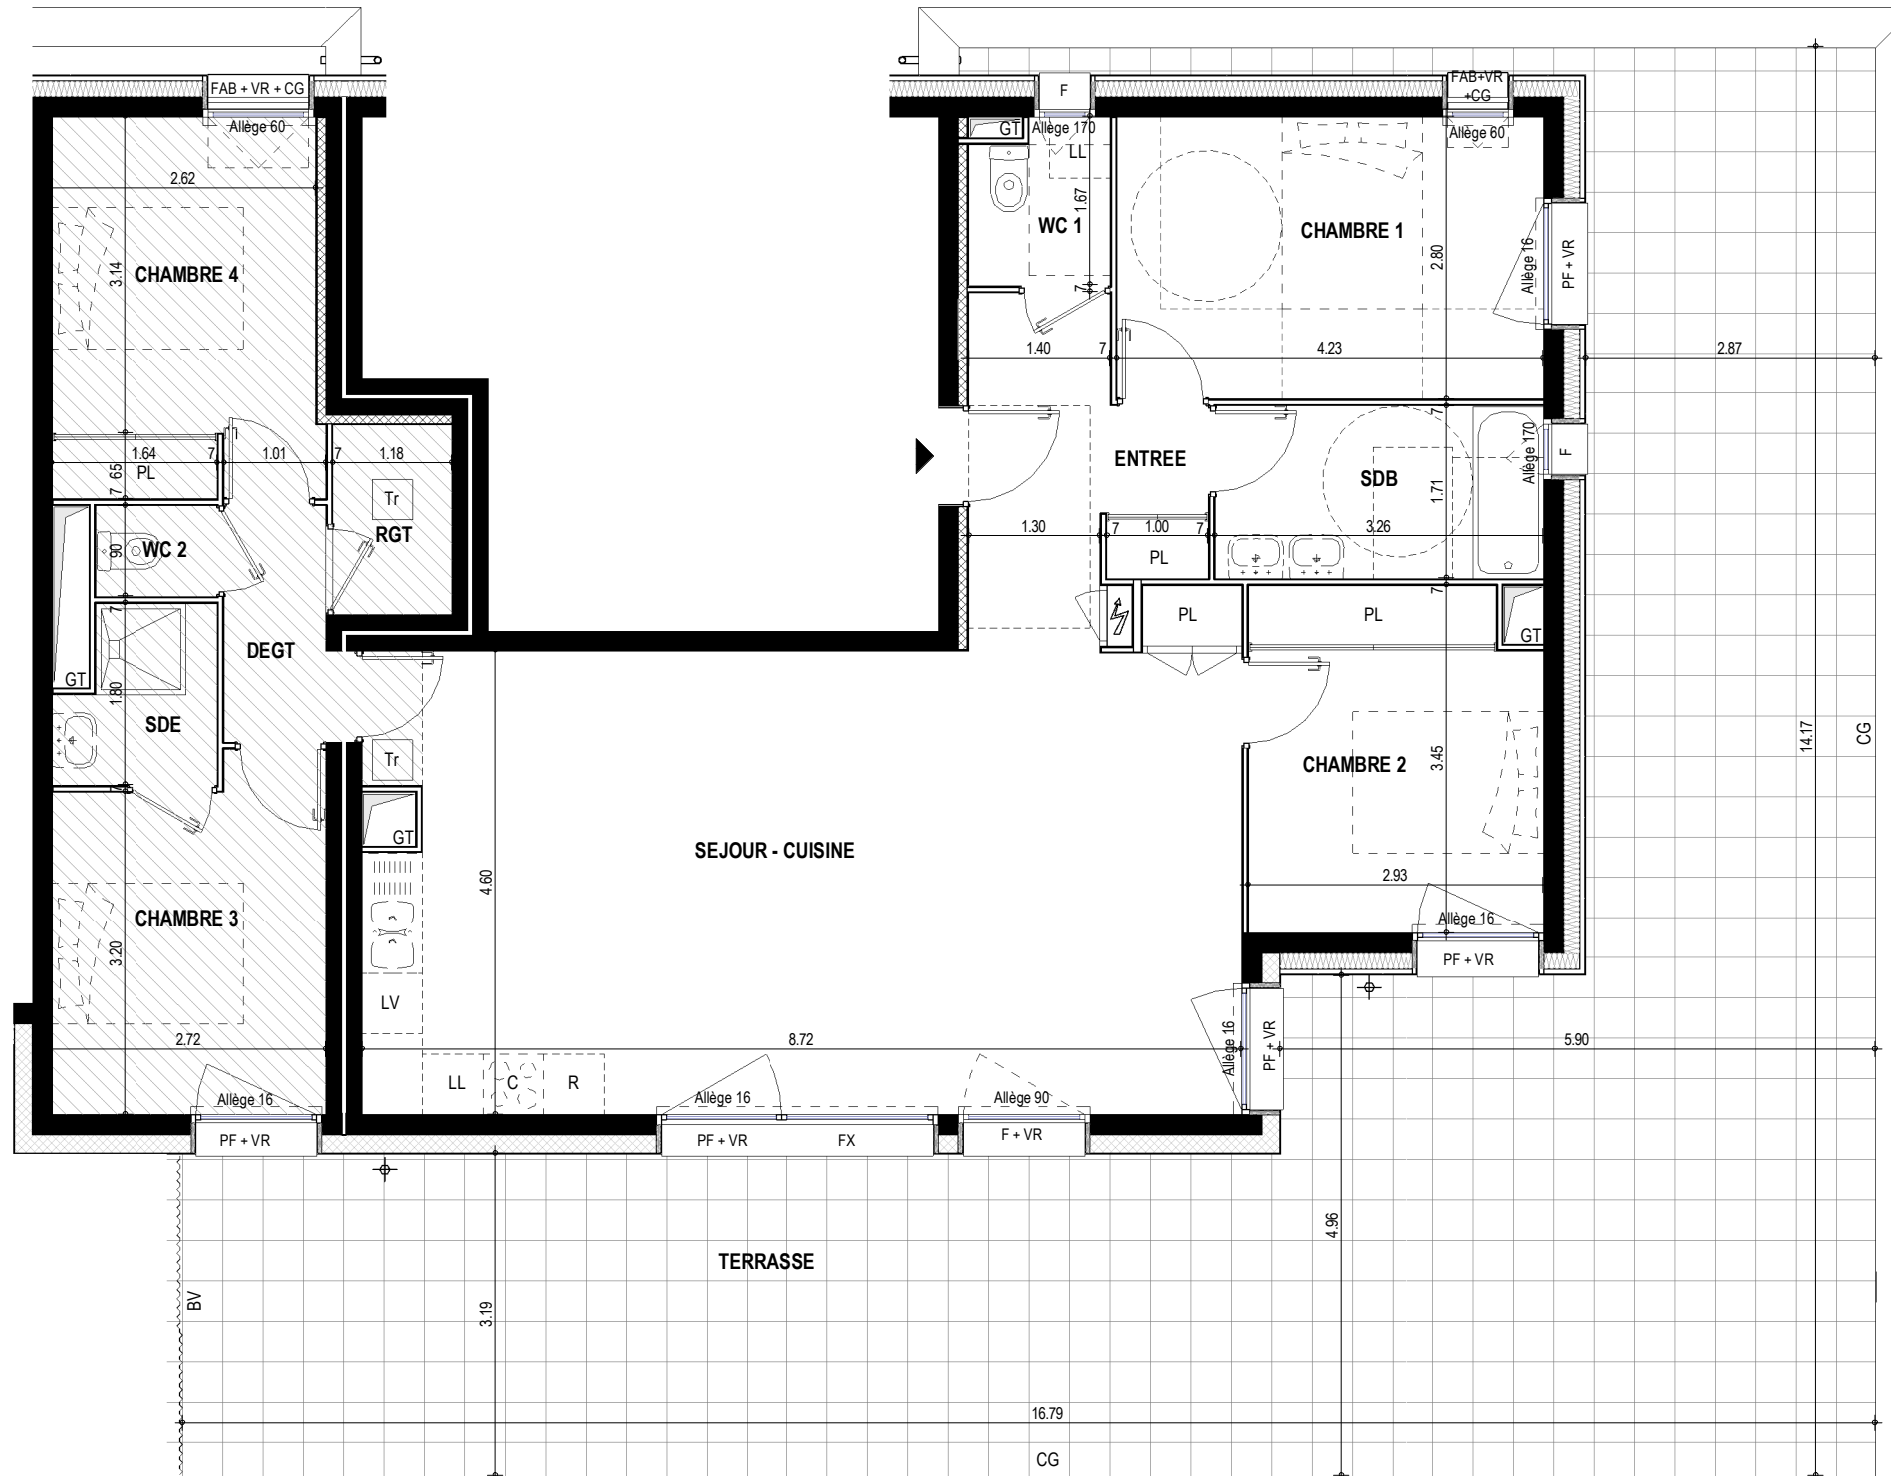 FAB + VR + CG
Allège 60
2.62
3.14
CHAMBRE 4
1.64
7
1.01
7
1.18
65
PL
7
Tr
RGT
WC 2
90
7
DEGT
GT
1.80
SDE
7
Tr
GT
CHAMBRE 3
3.20
2.72
Allège 16
PF + VR
F
GT
Allège 170
LL
1.67
WC 1
7
1.40
7
FAB+VR
+CG
Allège 60
CHAMBRE 1
2.80
Allège 16
PF + VR
4.23
2.87
ENTREE
7
SDB
1.71
Allège 170
F
1.30
7
1.00
7
3.26
PL
7
PL
PL
GT
CHAMBRE 2
3.45
2.93
Allège 16
PF + VR
14.17
CG
SEJOUR - CUISINE
4.60
LV
8.72
LL
C
R
Allège 16
PF + VR
FX
Allège 90
F + VR
Allège 16
PF + VR
5.90
TERRASSE
BV
3.19
4.96
16.79
CG